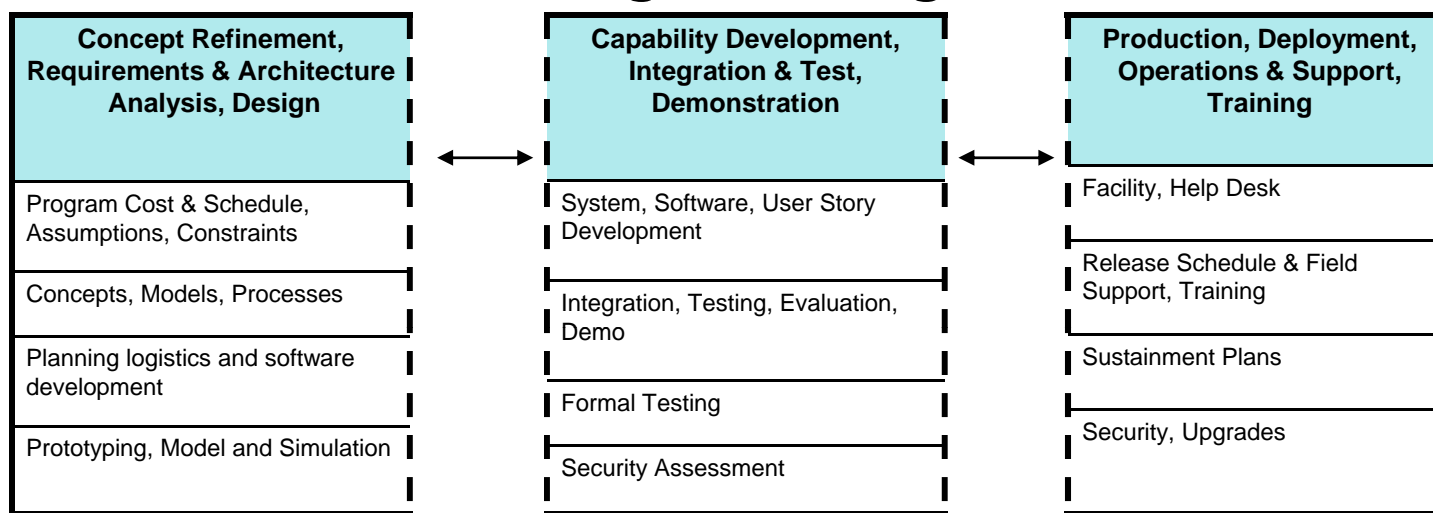 Concept Refinement,
Requirements & Architecture
Analysis, Design
Program Cost & Schedule,
Assumptions, Constraints
Concepts, Models, Processes
Planning logistics and software
development
Prototyping, Model and Simulation
Capability Development,
Integration & Test,
Demonstration
System, Software, User Story
Development
Integration, Testing, Evaluation,
Demo
Formal Testing
Security Assessment
Production, Deployment,
Operations & Support,
Training
Facility, Help Desk
Release Schedule & Field
Support, Training
Sustainment Plans
Security, Upgrades